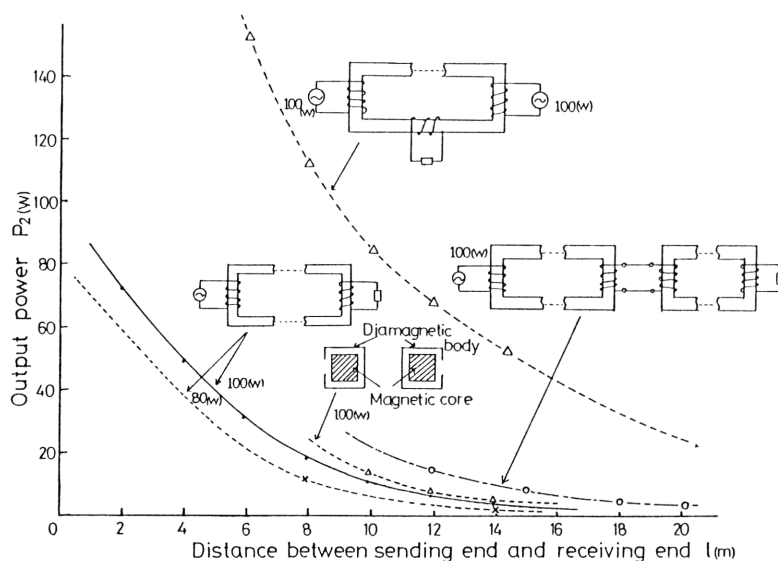 140
120
100
80
60
40
20
0
2
4
6
8
10
12
14
16
18
20
Output power P₂(W)
Distance between sending end and receiving end l(m)
100
(W)
100(W)
100(W)
100(W)
80(W)
Diamagnetic
body
Magnetic core
100(W)